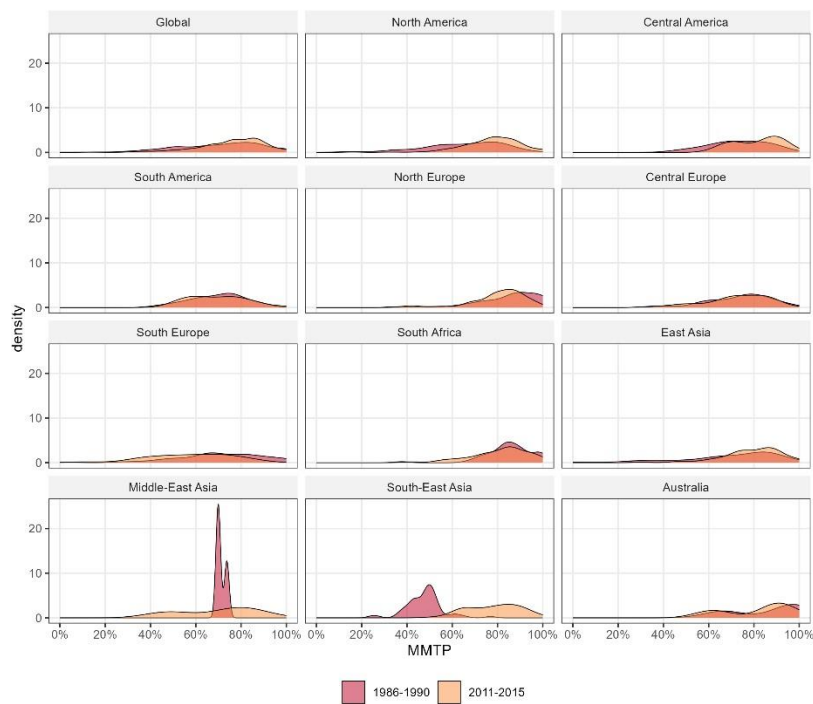 Global North America Central America
20
10
0
South America North Europe Central Europe
20
10
0
density
South Europe South Africa East Asia
20
10
0
Middle-East Asia South-East Asia Australia
20
10
0
0% 20% 40% 60% 80% 100% 0% 20% 40% 60% 80% 100% 0% 20% 40% 60% 80% 100%
MMTP
1986-1990 2011-2015